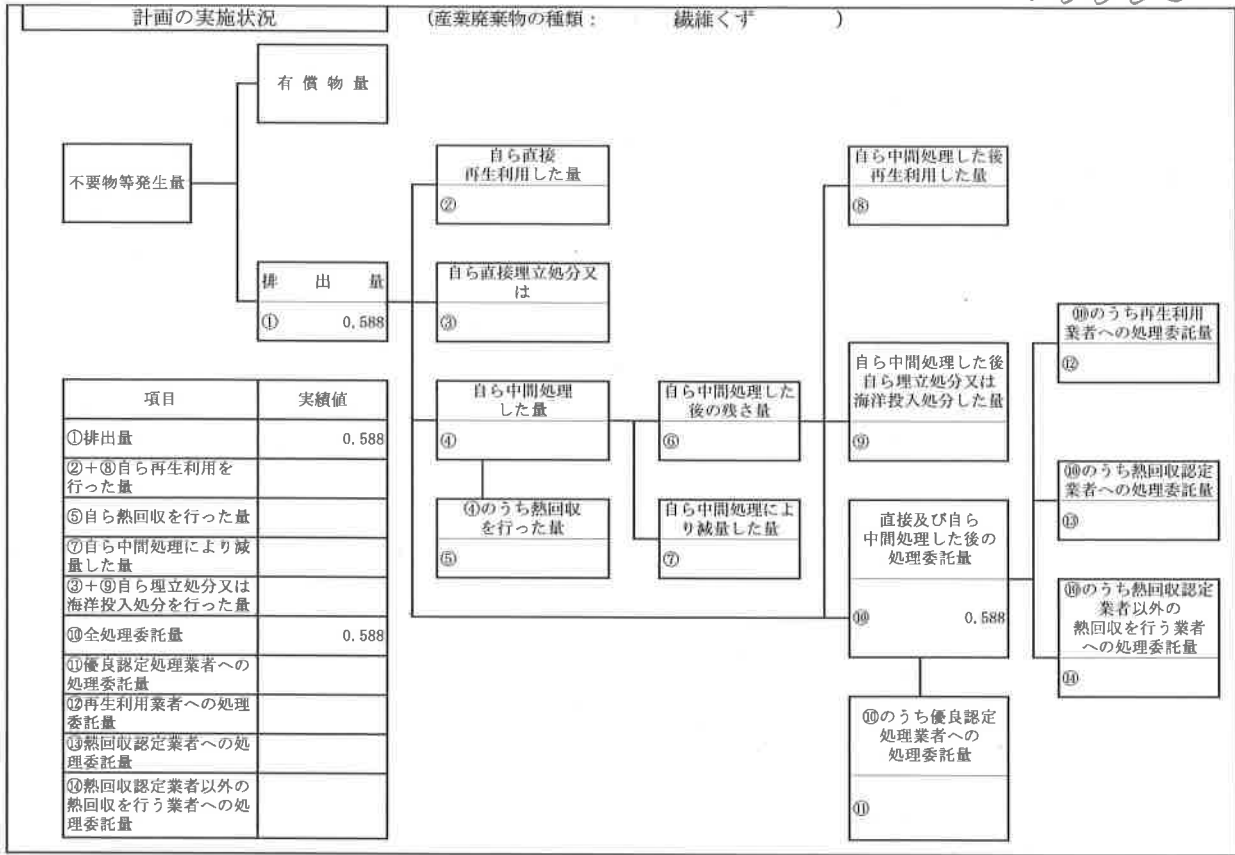 計画の実施状況
(産業廃棄物の種類： 繊維くず )
有償物量
不要物等発生量
排出量
① 0.588
自ら直接
再生利用した量
②
自ら直接埋立処分又
は
③
自ら中間処理
した量
④
④のうち熱回収
を行った量
⑤
自ら中間処理した
後の残さ量
⑥
自ら中間処理によ
り減量した量
⑦
自ら中間処理した後
再生利用した量
⑧
自ら中間処理した後
自ら埋立処分又は
海洋投入処分した量
⑨
直接及び自ら
中間処理した後の
処理委託量
⑩ 0.588
⑩のうち優良認定
処理業者への
処理委託量
⑪
⑩のうち再生利用
業者への処理委託量
⑫
⑩のうち熱回収認定
業者への処理委託量
⑬
⑩のうち熱回収認定
業者以外の
熱回収を行う業者
への処理委託量
⑭
項目 実績値
①排出量 0.588
②＋⑧自ら再生利用を
行った量
⑤自ら熱回収を行った量
⑦自ら中間処理により減
量した量
③＋⑨自ら埋立処分又は
海洋投入処分を行った量
⑩全処理委託量 0.588
⑪優良認定処理業者への
処理委託量
⑫再生利用業者への処理
委託量
⑬熱回収認定業者への処
理委託量
⑭熱回収認定業者以外の
熱回収を行う業者への処
理委託量